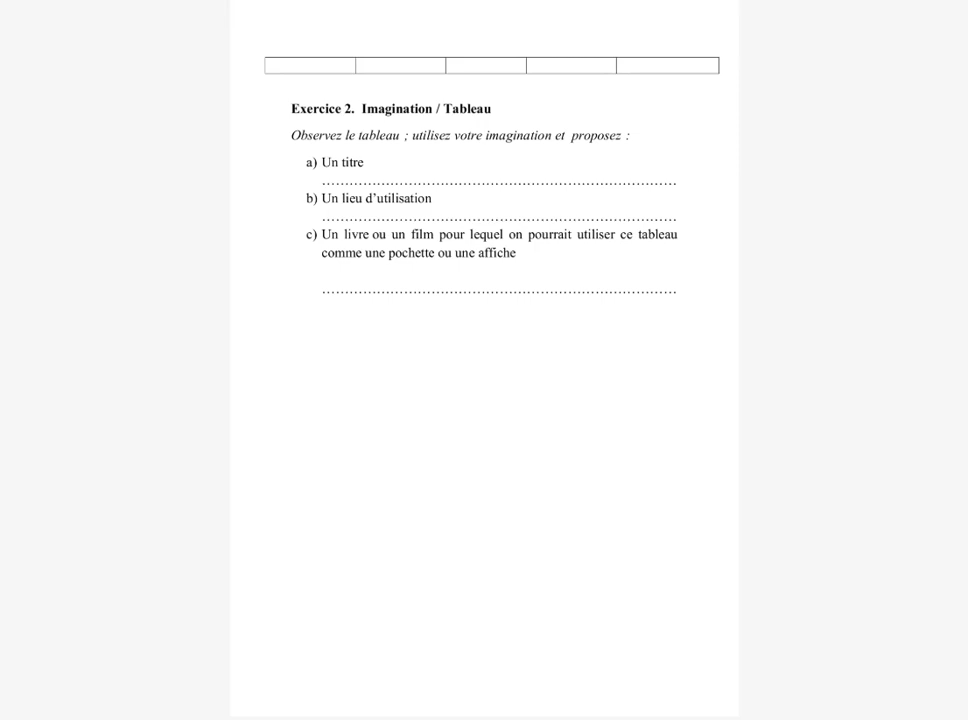 Exercice 2. Imagination / Tableau
Observez le tableau ; utilisez votre imagination et proposez :
a) Un titre
................................................................................
b) Un lieu d’utilisation
................................................................................
c) Un livre ou un film pour lequel on pourrait utiliser ce tableau
comme une pochette ou une affiche
................................................................................